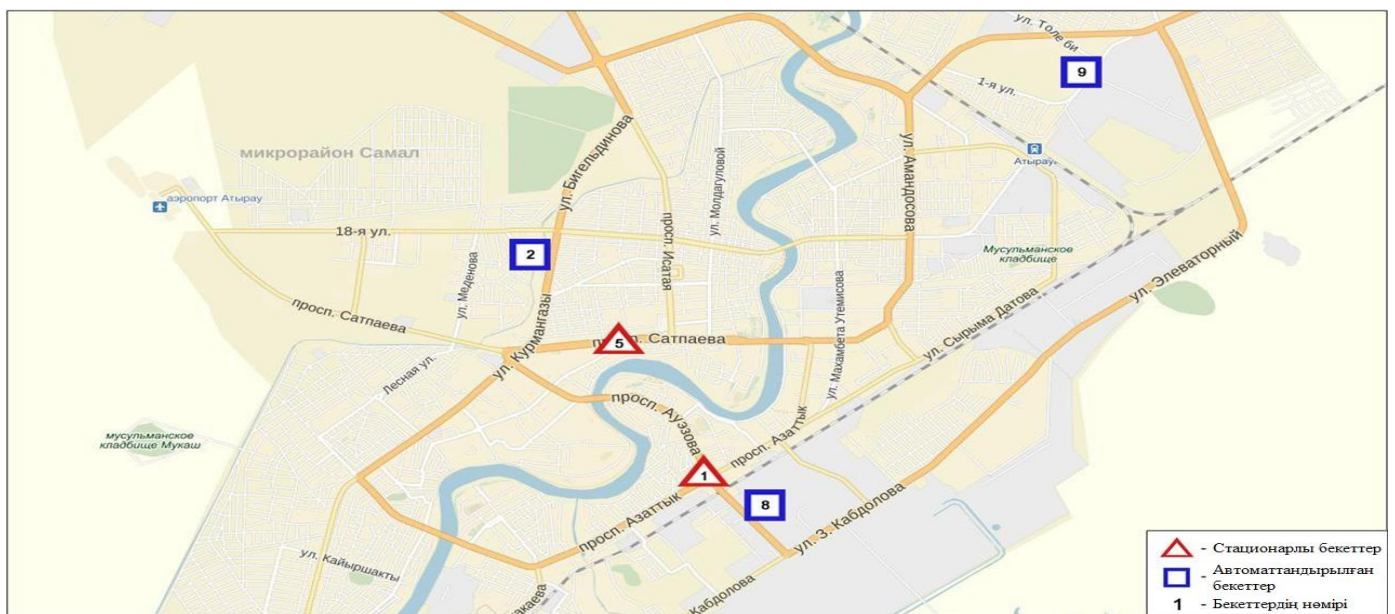 ул. Толе би
9
1-я ул.
ул. Бигельдинова
ул. Амандосова
Атырау
микрорайон Самал
ул. Молдагуловой
аэропорт Атырау
18-я ул.
просп. Исатая
Мусульманское
кладбище
ул. Элеваторный
2
ул. Меденова
ул. Махамбета Утемисова
просп. Сатпаева
ул. Курмангазы
5
Сатпаева
ул. Сырыма Датова
Лесная ул.
просп. Ауэзова
просп. Азаттык
мусульманское
кладбище Мукаш
1
8
просп. Азаттык
ул. З. Кабдолова
ул. Кайыршакты
Кабдолова
- Стационарлы бекеттер
- Автоматтандырылған
бекеттер
1 - Бекеттердің нөмірі